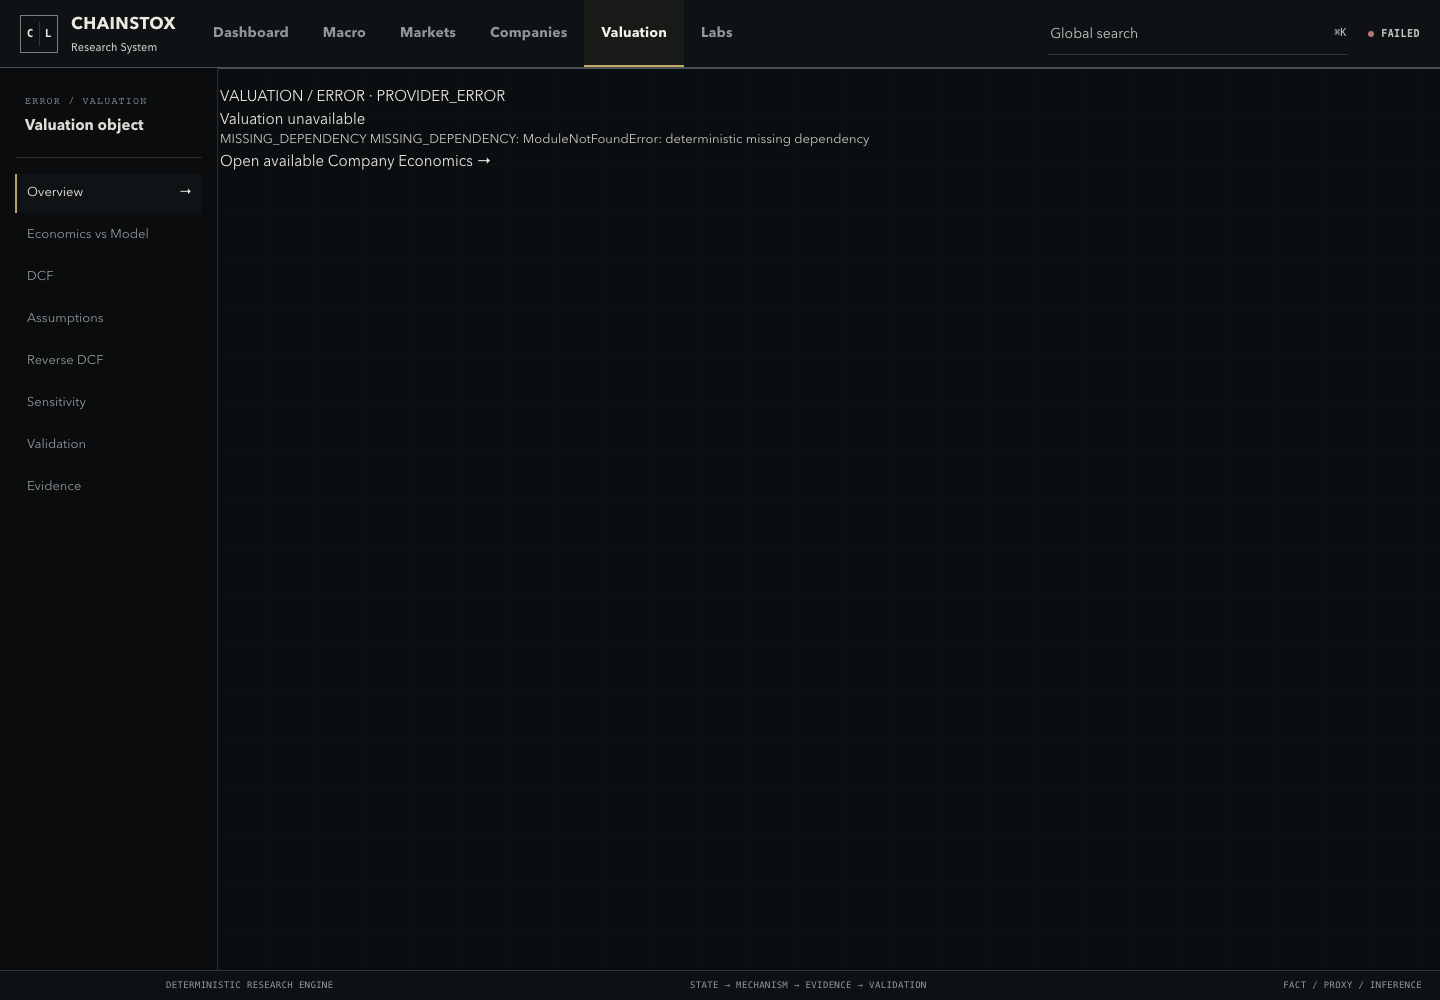 C L
CHAINSTOX
Research System
Dashboard Macro Markets Companies Valuation Labs
Global search ⌘K
FAILED
ERROR / VALUATION
Valuation object
Overview →
Economics vs Model
DCF
Assumptions
Reverse DCF
Sensitivity
Validation
Evidence
VALUATION / ERROR · PROVIDER_ERROR
Valuation unavailable
MISSING_DEPENDENCY MISSING_DEPENDENCY: ModuleNotFoundError: deterministic missing dependency
Open available Company Economics →
DETERMINISTIC RESEARCH ENGINE
STATE → MECHANISM → EVIDENCE → VALIDATION
FACT / PROXY / INFERENCE